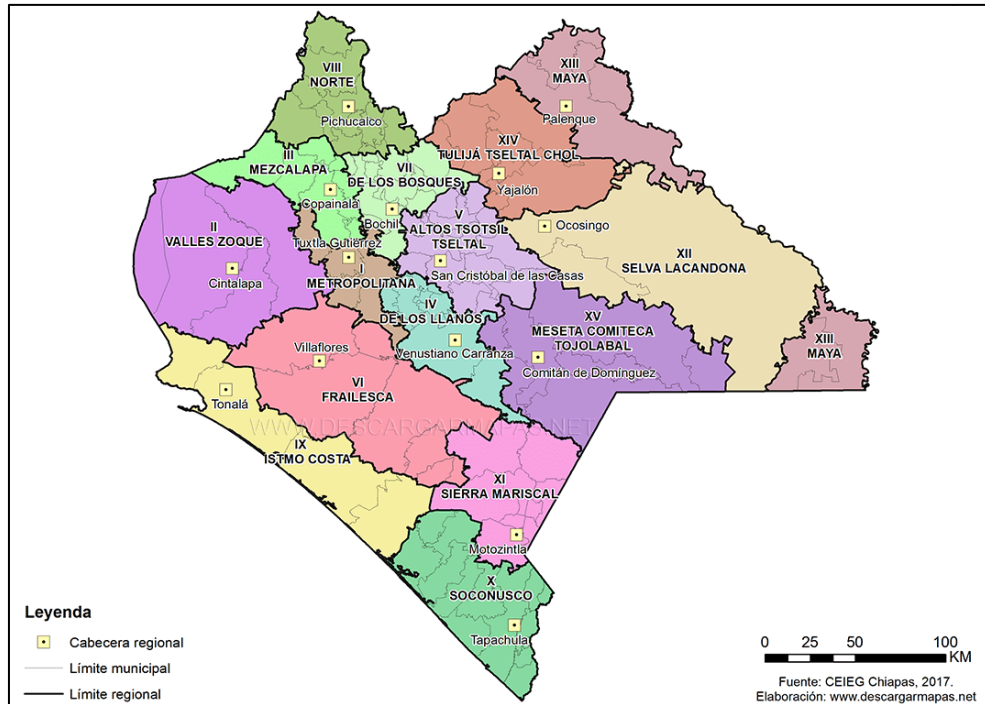 VIII
NORTE
Pichucalco
XIII
MAYA
Palenque
XIV
TULIJÁ TSELTAL CHOL
Yajalón
III
MEZCALAPA
Copainalá
VII
DE LOS BOSQUES
Bochil
V
ALTOS TSOTSIL
TSELTAL
San Cristóbal de las Casas
Ocosingo
XII
SELVA LACANDONA
II
VALLES ZOQUE
Cintalapa
Tuxtla Gutiérrez
I
METROPOLITANA
IV
DE LOS LLANOS
Venustiano Carranza
XV
MESETA COMITECA
TOJOLABAL
Comitán de Domínguez
XIII
MAYA
Villaflores
VI
FRAILESCA
Tonalá
WWW.DESCARGARMAPAS.NET
IX
ISTMO COSTA
XI
SIERRA MARISCAL
Motozintla
X
SOCONUSCO
Tapachula
Leyenda
Cabecera regional
Límite municipal
Límite regional
0 25 50 100
KM
Fuente: CEIEG Chiapas, 2017.
Elaboración: www.descargarmapas.net